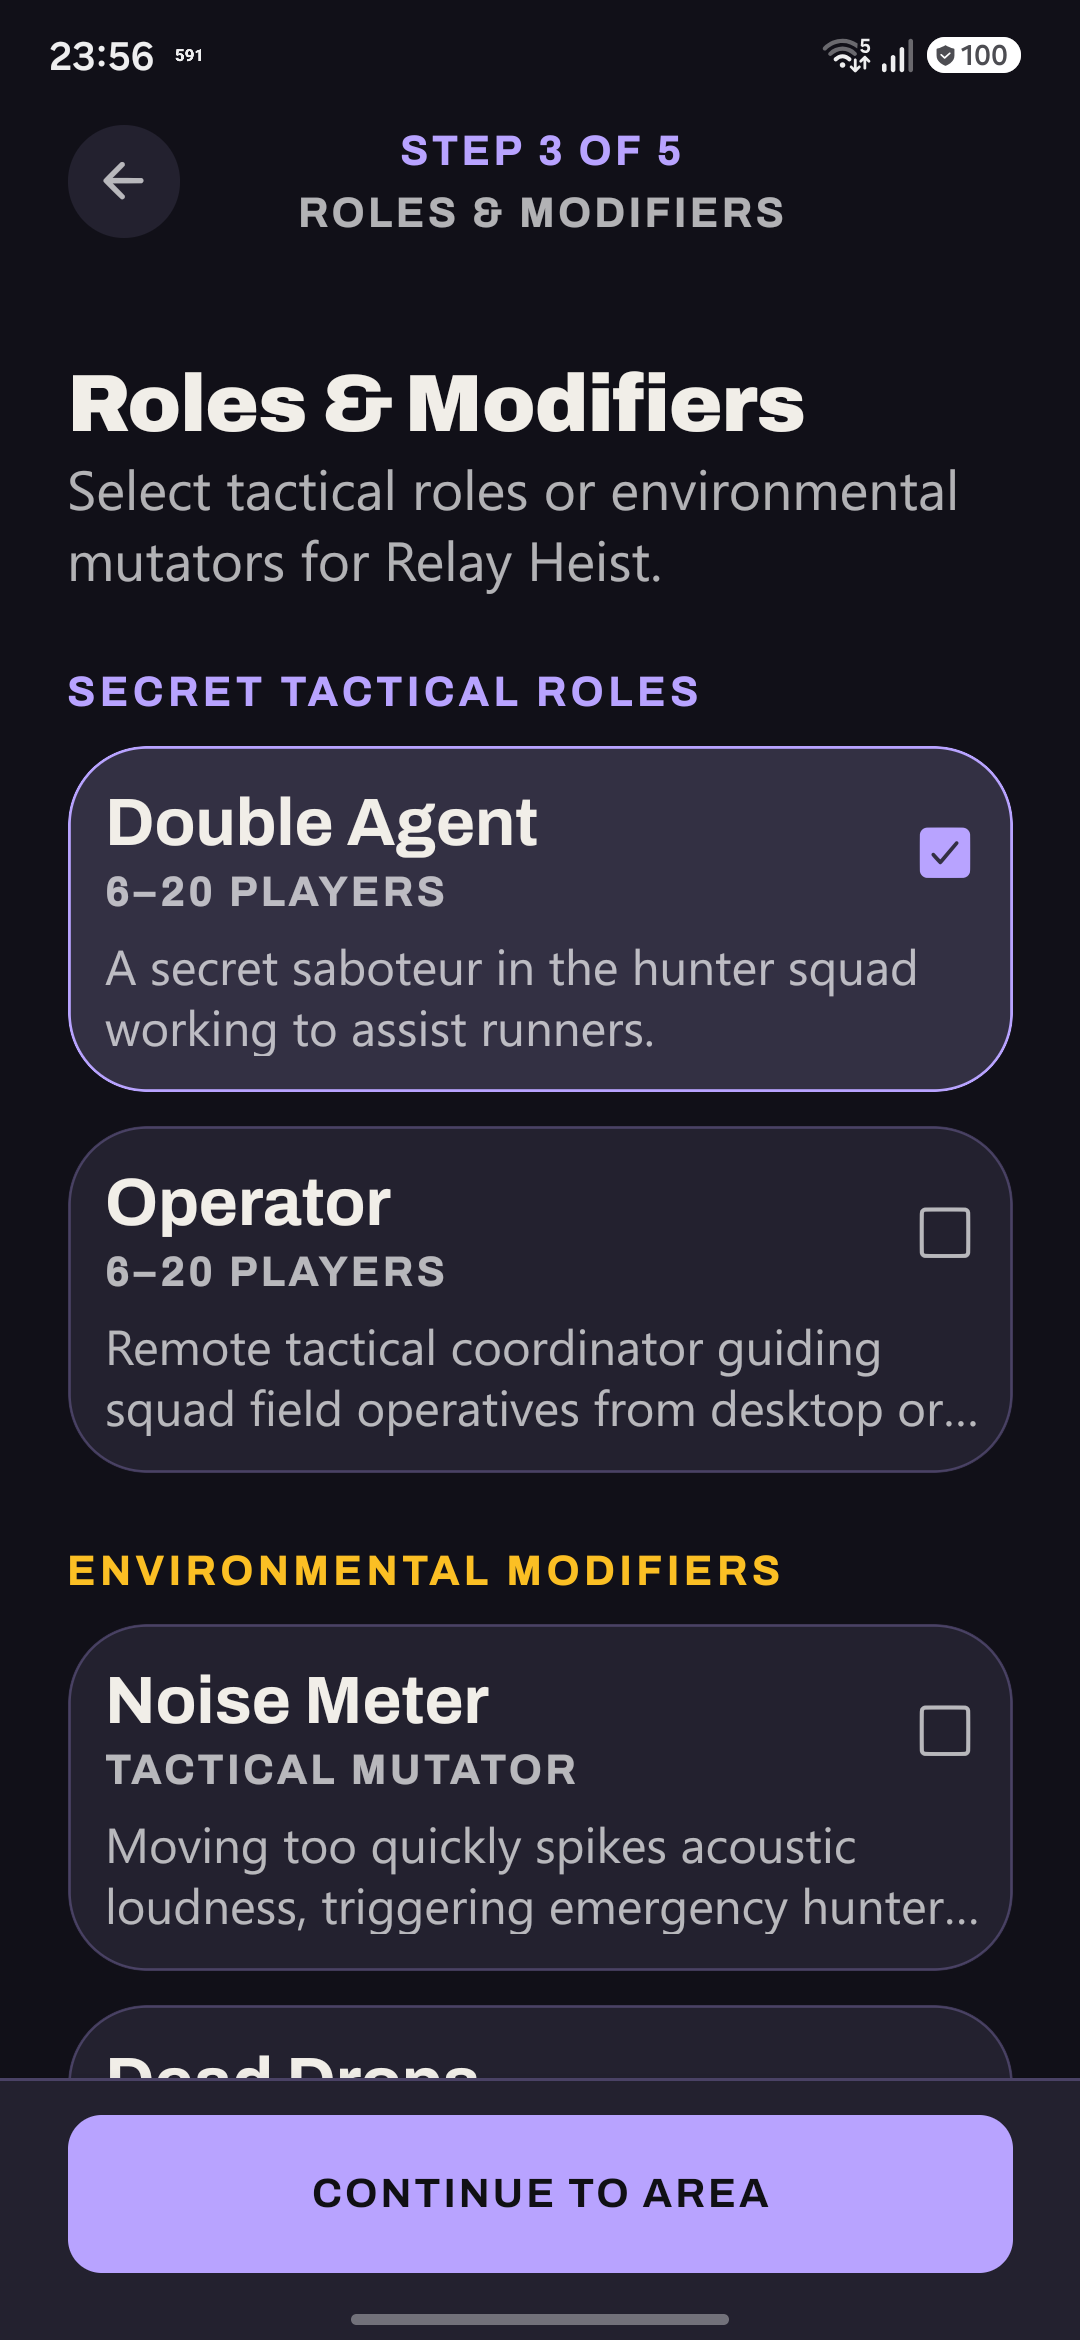 23:56 591 5 100
STEP 3 OF 5
ROLES & MODIFIERS
Roles & Modifiers
Select tactical roles or environmental
mutators for Relay Heist.
SECRET TACTICAL ROLES
Double Agent
6–20 PLAYERS
A secret saboteur in the hunter squad
working to assist runners.
Operator
6–20 PLAYERS
Remote tactical coordinator guiding
squad field operatives from desktop or...
ENVIRONMENTAL MODIFIERS
Noise Meter
TACTICAL MUTATOR
Moving too quickly spikes acoustic
loudness, triggering emergency hunter...
Dead Drops
CONTINUE TO AREA